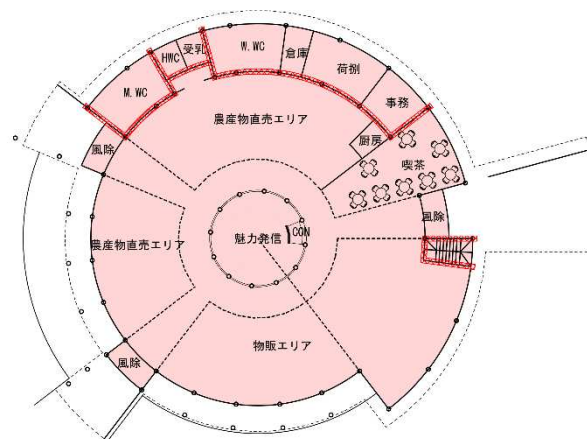 W.WC
倉庫
荷捌
HWC
受乳
M.WC
事務
農産物直売エリア
厨房
風除
喫茶
風除
農産物直売エリア
魅力発信
CON
物販エリア
風除